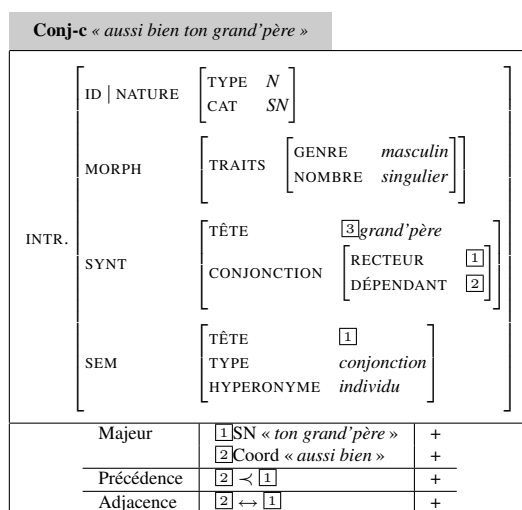 Conj-c « aussi bien ton grand’père »
ID | NATURE TYPE N
CAT SN
MORPH TRAITS GENRE masculin
NOMBRE singulier
INTR.
SYNT TÊTE 3 grand’père
CONJONCTION RECTEUR 1
DÉPENDANT 2
SEM TÊTE 1
TYPE conjonction
HYPERONYME individu
Majeur 1 SN « ton grand’père » +
2 Coord « aussi bien » +
Précédence 2 ≺ 1 +
Adjacence 2 ↔ 1 +